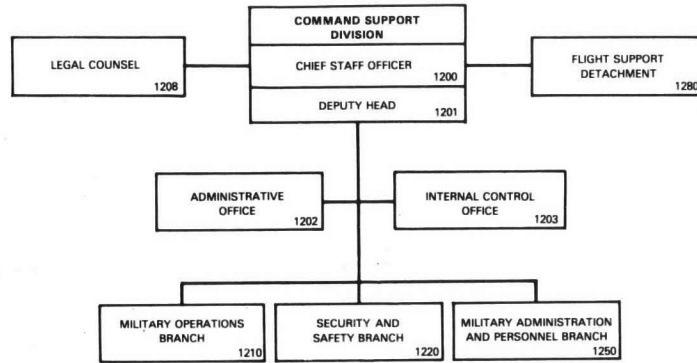 COMMAND SUPPORT
DIVISION
LEGAL COUNSEL
1208
CHIEF STAFF OFFICER
1200
FLIGHT SUPPORT
DETACHMENT
1280
DEPUTY HEAD
1201
ADMINISTRATIVE
OFFICE
1202
INTERNAL CONTROL
OFFICE
1203
MILITARY OPERATIONS
BRANCH
1210
SECURITY AND
SAFETY BRANCH
1220
MILITARY ADMINISTRATION
AND PERSONNEL BRANCH
1250